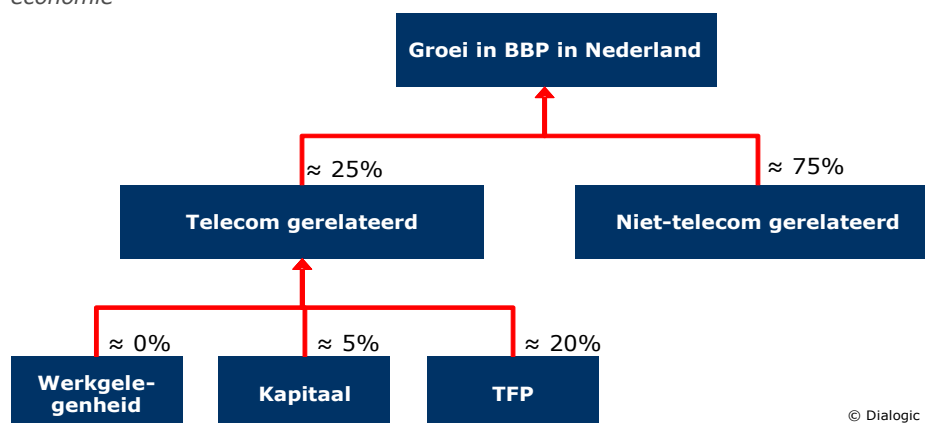 economie
Groei in BBP in Nederland
≈ 25%
≈ 75%
Telecom gerelateerd
Niet-telecom gerelateerd
≈ 0%
≈ 5%
≈ 20%
Werkgele-
genheid
Kapitaal
TFP
© Dialogic